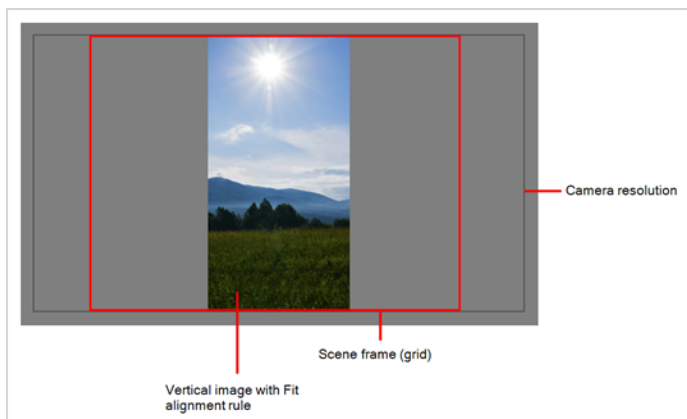 Camera resolution
Scene frame (grid)
Vertical image with Fit
alignment rule